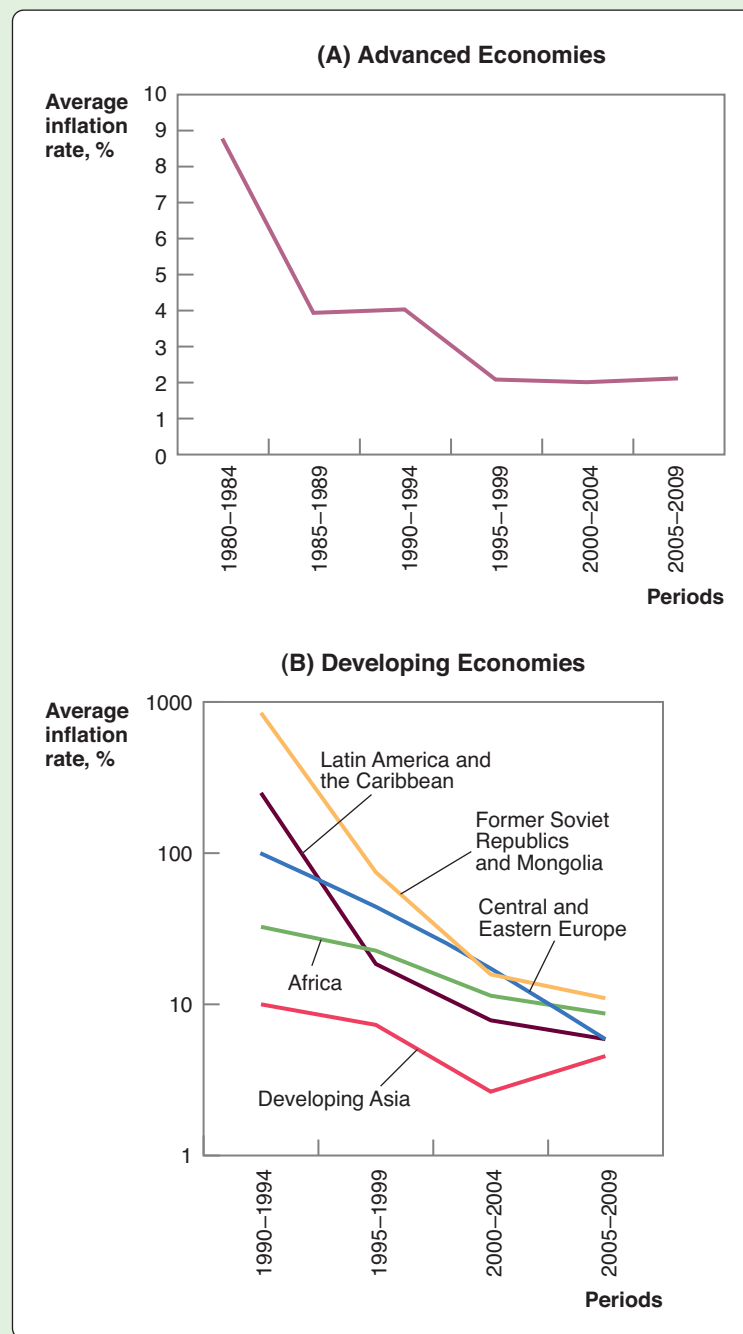 (A) Advanced Economies
Average
inflation
rate, %
10
9
8
7
6
5
4
3
2
1
0
1980–1984
1985–1989
1990–1994
1995–1999
2000–2004
2005–2009
Periods
(B) Developing Economies
Average
inflation
rate, %
1000
100
10
1
Latin America and
the Caribbean
Former Soviet
Republics
and Mongolia
Central and
Eastern Europe
Africa
Developing Asia
1990–1994
1995–1999
2000–2004
2005–2009
Periods